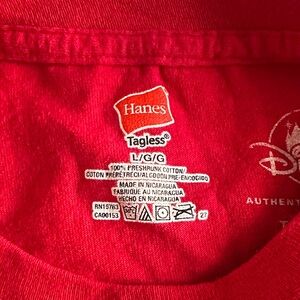 Hanes
Tagless®
L/G/G
100% PRESHRUNK COTTON/
COTON PRÉRÉTRÉCI/ALGODÓN PRE-ENCOGIDO
MADE IN NICARAGUA
FABRIQUÉ AU NICARAGUA
HECHO EN NICARAGUA
RN15763
CA00153
27
AUTHENT